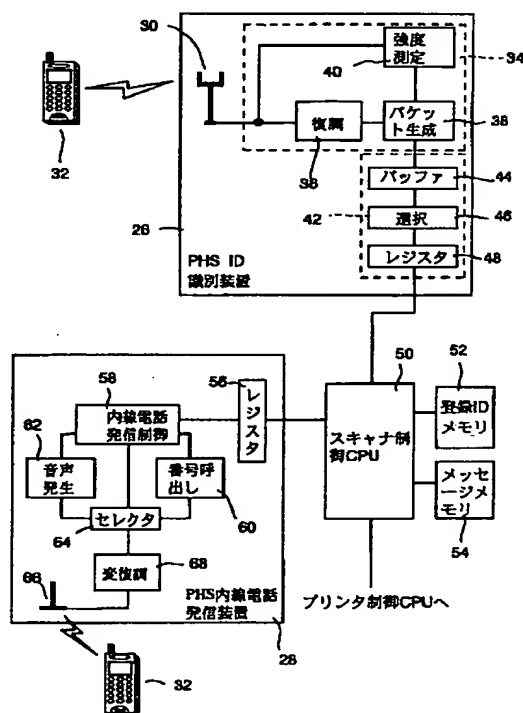 30
強度
測定
40
34
32
復調
38
パケッ
ト生成
38
バッファ
44
42
選択
46
レジスタ
48
26
PHS ID
識別装置
50
スキャナ制
御CPU
52
登録ID
メモリ
メッセ
ージメ
モリ
54
プリンタ制御CPUへ
56
レジスタ
58
内線電話
発信制御
62
音声
発生
番号呼
出し
60
セレクタ
64
変復調
68
66
PHS内線電話
発信装置
28
32